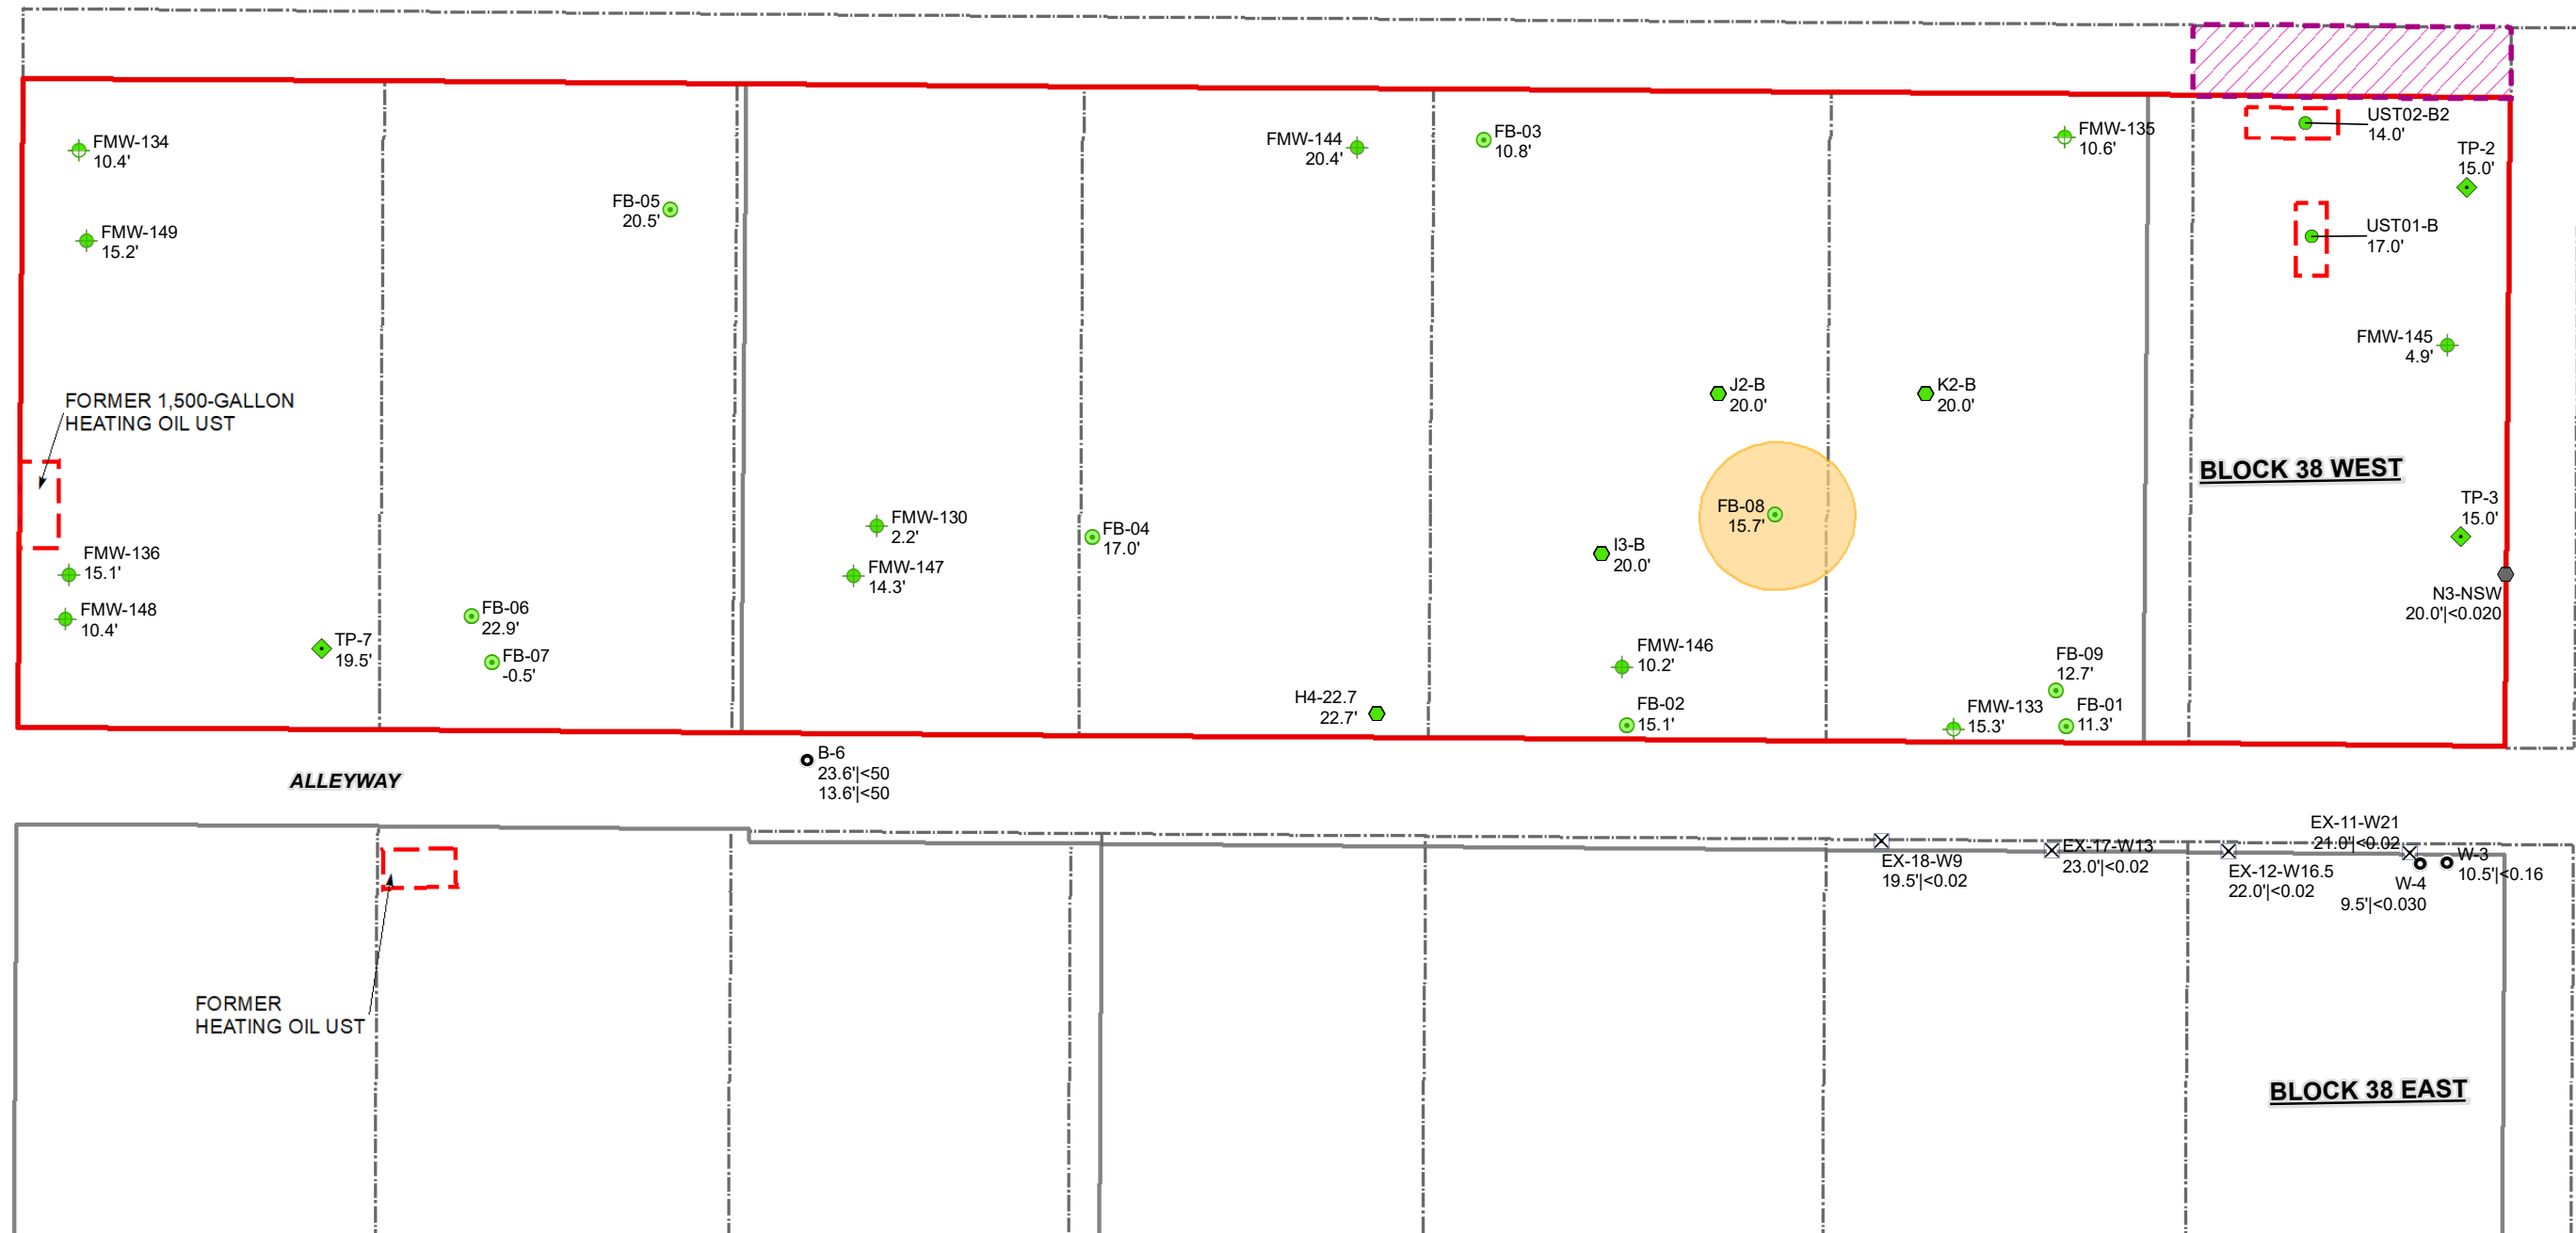 FMW-134
10.4'
FMW-149
15.2'
FB-05
20.5'
FMW-144
20.4'
FB-03
10.8'
FMW-135
10.6'
UST02-B2
14.0'
TP-2
15.0'
UST01-B
17.0'
FMW-145
4.9'
FORMER 1,500-GALLON
HEATING OIL UST
J2-B
20.0'
K2-B
20.0'
BLOCK 38 WEST
FMW-136
15.1'
FMW-148
10.4'
TP-7
19.5'
FB-06
22.9'
FB-07
-0.5'
FMW-130
2.2'
FMW-147
14.3'
FB-04
17.0'
I3-B
20.0'
FB-08
15.7'
TP-3
15.0'
N3-NSW
20.0'|<0.020
H4-22.7
22.7'
FMW-146
10.2'
FB-02
15.1'
FB-09
12.7'
FMW-133
15.3'
FB-01
11.3'
ALLEYWAY
B-6
23.6'|<50
13.6'|<50
EX-18-W9
19.5'|<0.02
EX-17-W13
23.0'|<0.02
EX-11-W21
21.0'|<0.02
EX-12-W16.5
22.0'|<0.02
W-3
10.5'|<0.16
W-4
9.5'|<0.030
FORMER
HEATING OIL UST
BLOCK 38 EAST